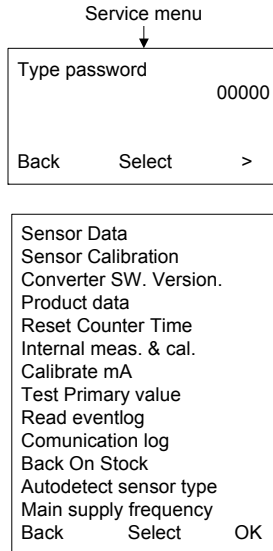 Service menu
Type password
00000
Back Select >
Sensor Data
Sensor Calibration
Converter SW. Version.
Product data
Reset Counter Time
Internal meas. & cal.
Calibrate mA
Test Primary value
Read eventlog
Comunication log
Back On Stock
Autodetect sensor type
Main supply frequency
Back Select OK